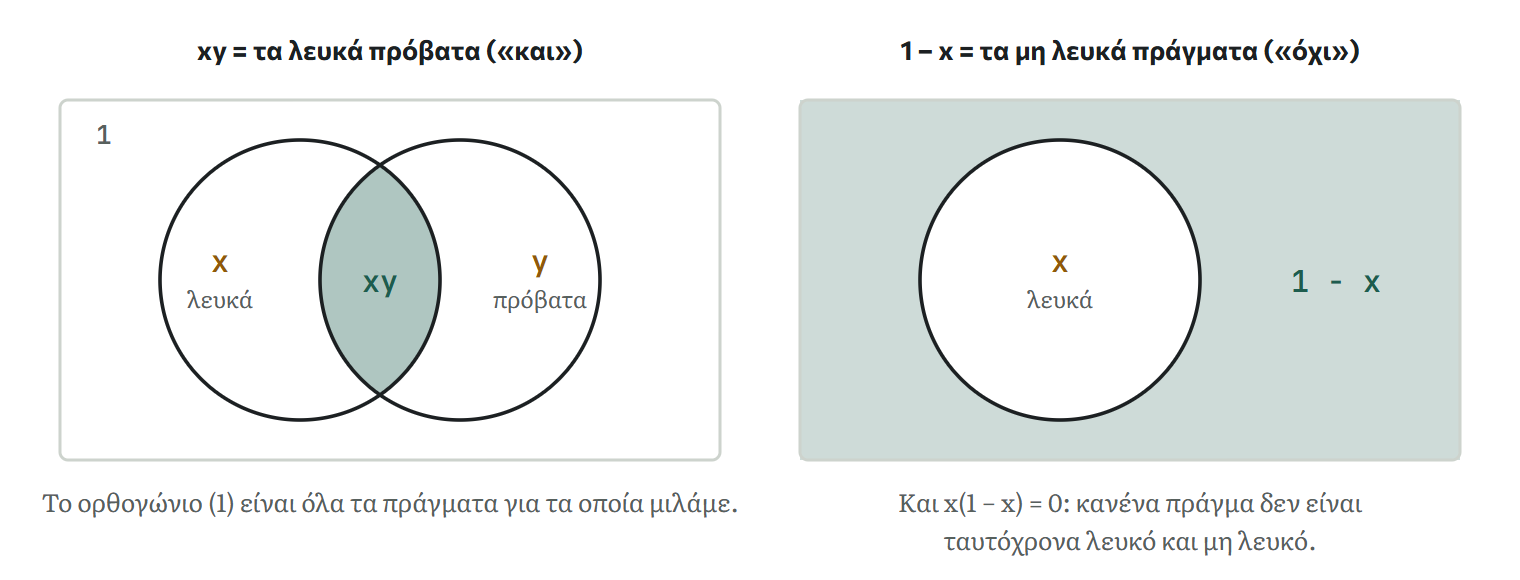 xy = τα λευκά πρόβατα («και»)
1
x
λευκά
xy
y
πρόβατα
Το ορθογώνιο (1) είναι όλα τα πράγματα για τα οποία μιλάμε.
1 – x = τα μη λευκά πράγματα («όχι»)
x
λευκά
1 - x
Και x(1 – x) = 0: κανένα πράγμα δεν είναι
ταυτόχρονα λευκό και μη λευκό.